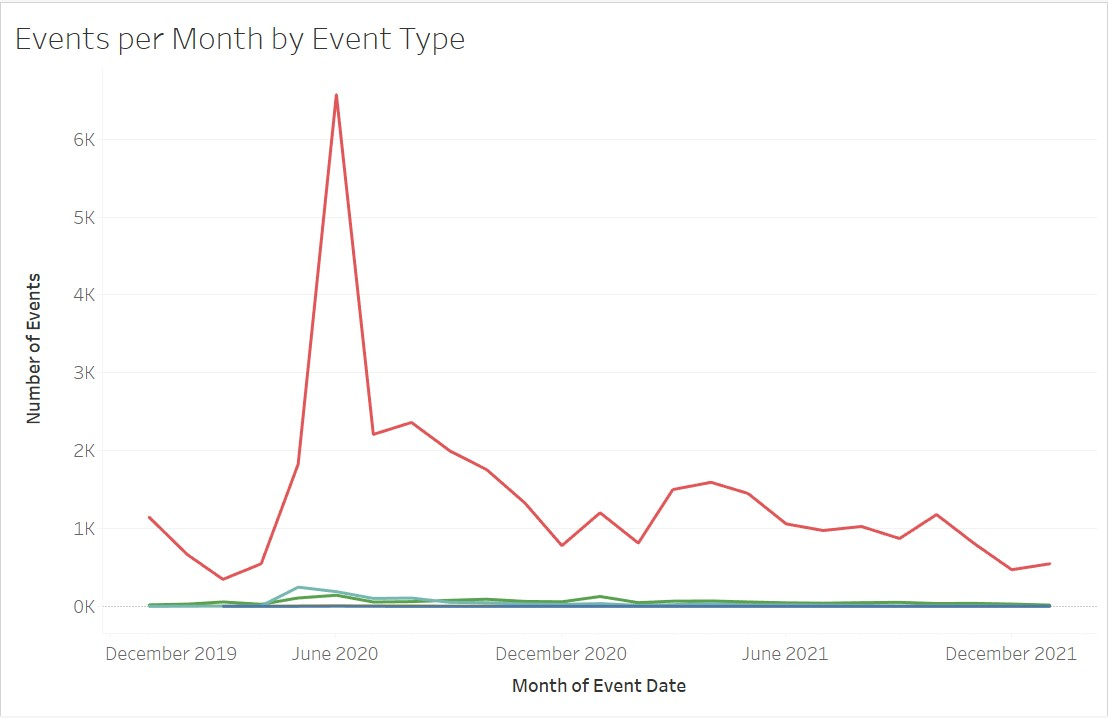 Events per Month by Event Type
6K
5K
4K
3K
2K
1K
0K
Number of Events
December 2019 June 2020 December 2020 June 2021 December 2021
Month of Event Date